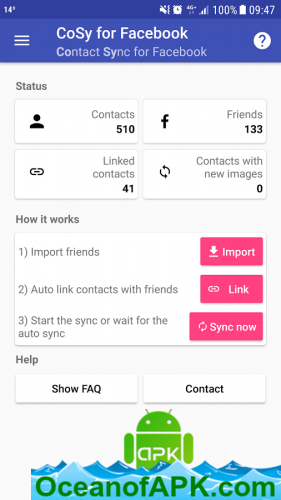 14° 4G+ 100% 09:47
CoSy for Facebook
Contact Sync for Facebook
?
Status
Contacts
510
Friends
133
Linked
contacts
41
Contacts with
new images
0
How it works
1) Import friends
Import
2) Auto link contacts with friends
Link
3) Start the sync or wait for the
auto sync
Sync now
Help
Show FAQ
Contact
APK
OceanofAPK.com